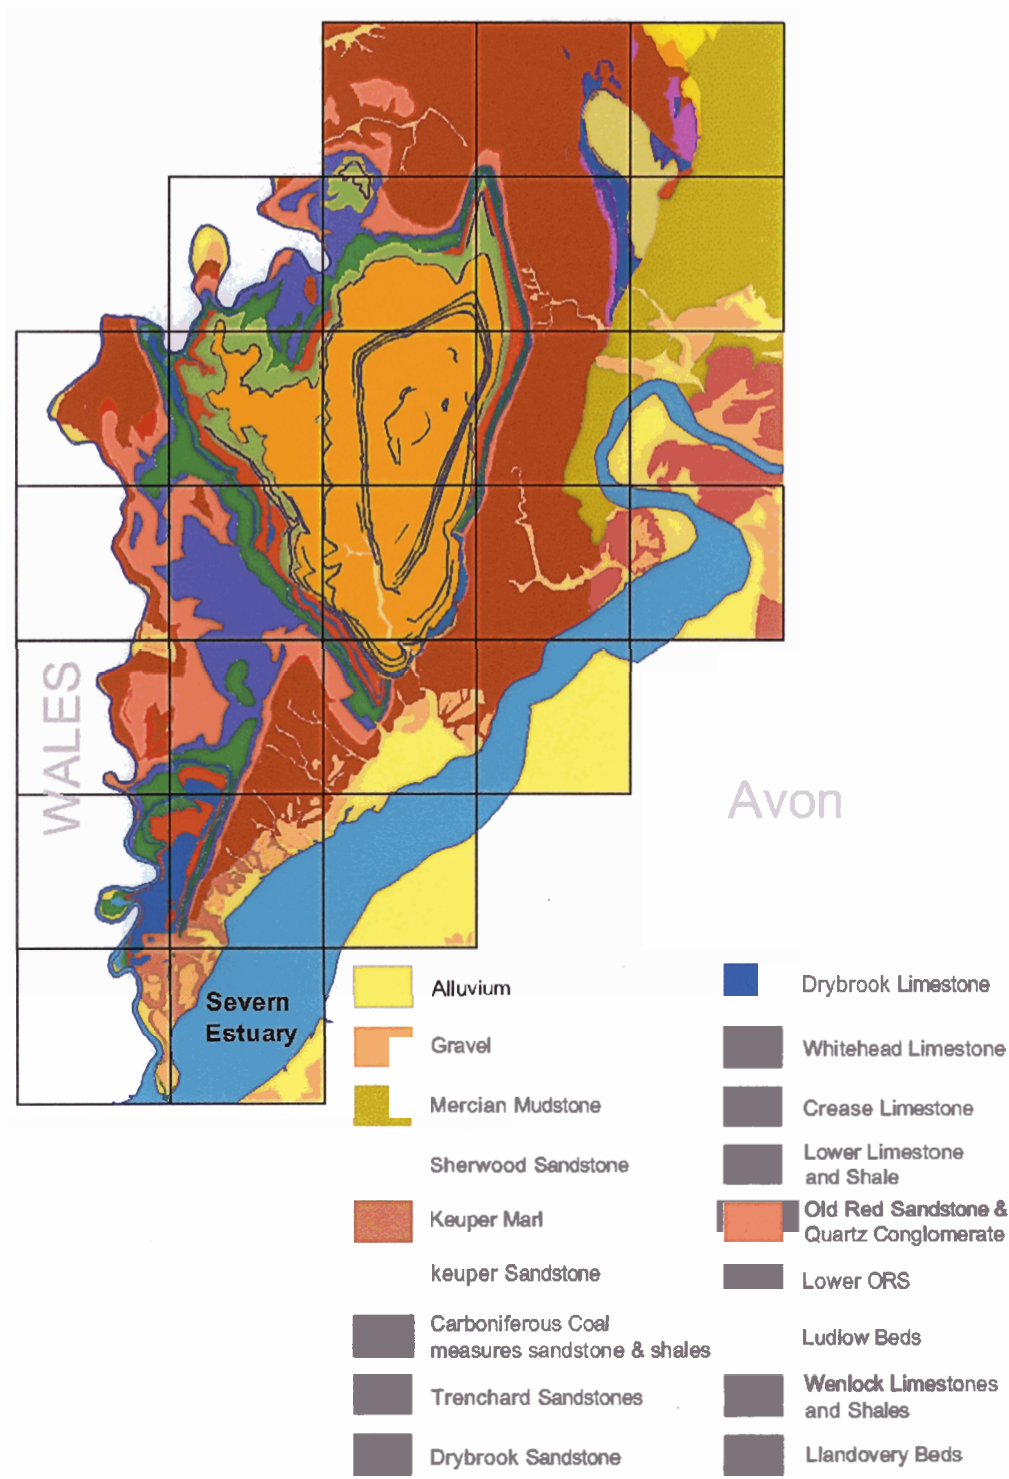 WALES
Avon
Severn
Estuary
Alluvium
Gravel
Mercian Mudstone
Sherwood Sandstone
Keuper Marl
keuper Sandstone
Carboniferous Coal
measures sandstone & shales
Trenchard Sandstones
Drybrook Sandstone
Drybrook Limestone
Whitehead Limestone
Crease Limestone
Lower Limestone
and Shale
Old Red Sandstone &
Quartz Conglomerate
Lower ORS
Ludlow Beds
Wenlock Limestones
and Shales
Llandovery Beds